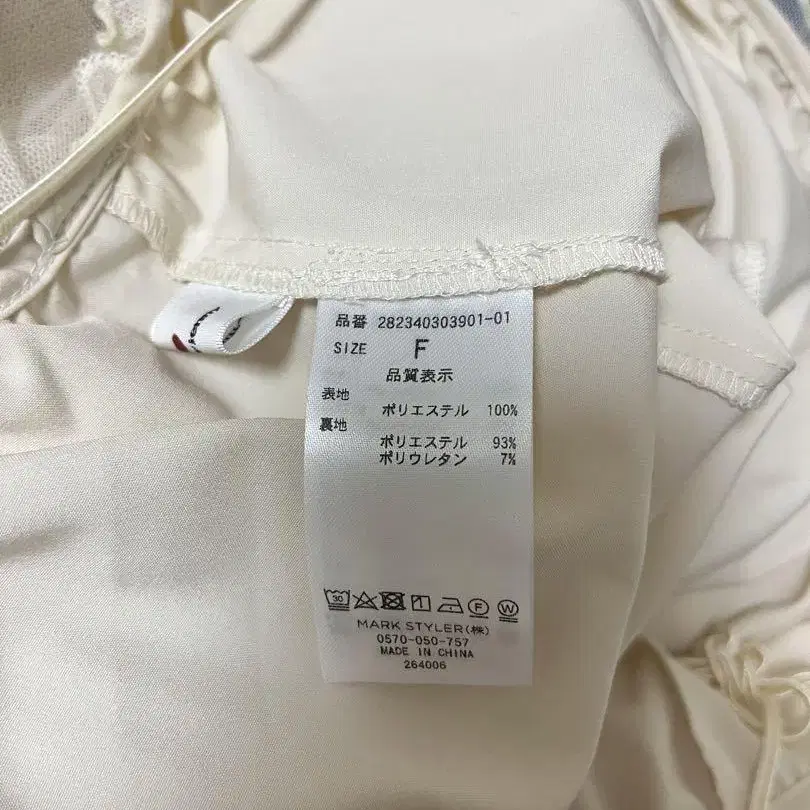 品番 282340303901-01
SIZE F
品質表示
表地
ポリエステル 100%
裏地
ポリエステル 93%
ポリウレタン 7%
30 F W
MARK STYLER(株)
0570-050-757
MADE IN CHINA
264006